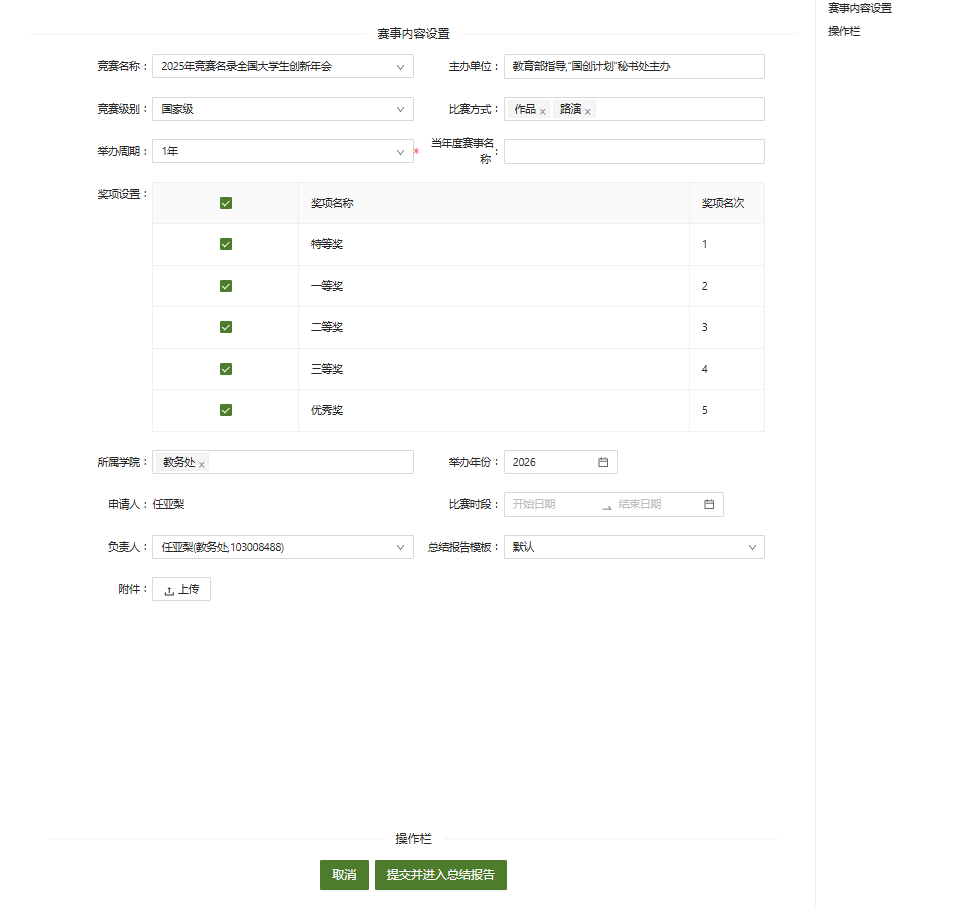 赛事内容设置
赛事内容设置
操作栏
竞赛名称： 2025年竞赛名录全国大学生创新年会 主办单位： 教育部指导,“国创计划”秘书处主办
竞赛级别： 国家级 比赛方式： 作品 x 路演 x
举办周期： 1年 * 当年度赛事名称：
奖项设置： 奖项名称 奖项名次
特等奖 1
一等奖 2
二等奖 3
三等奖 4
优秀奖 5
所属学院： 教务处 x 举办年份： 2026
申请人： 任亚梨 比赛时段： 开始日期 → 结束日期
负责人： 任亚梨(教务处,103008488) 总结报告模板： 默认
附件： 上传
操作栏
取消 提交并进入总结报告